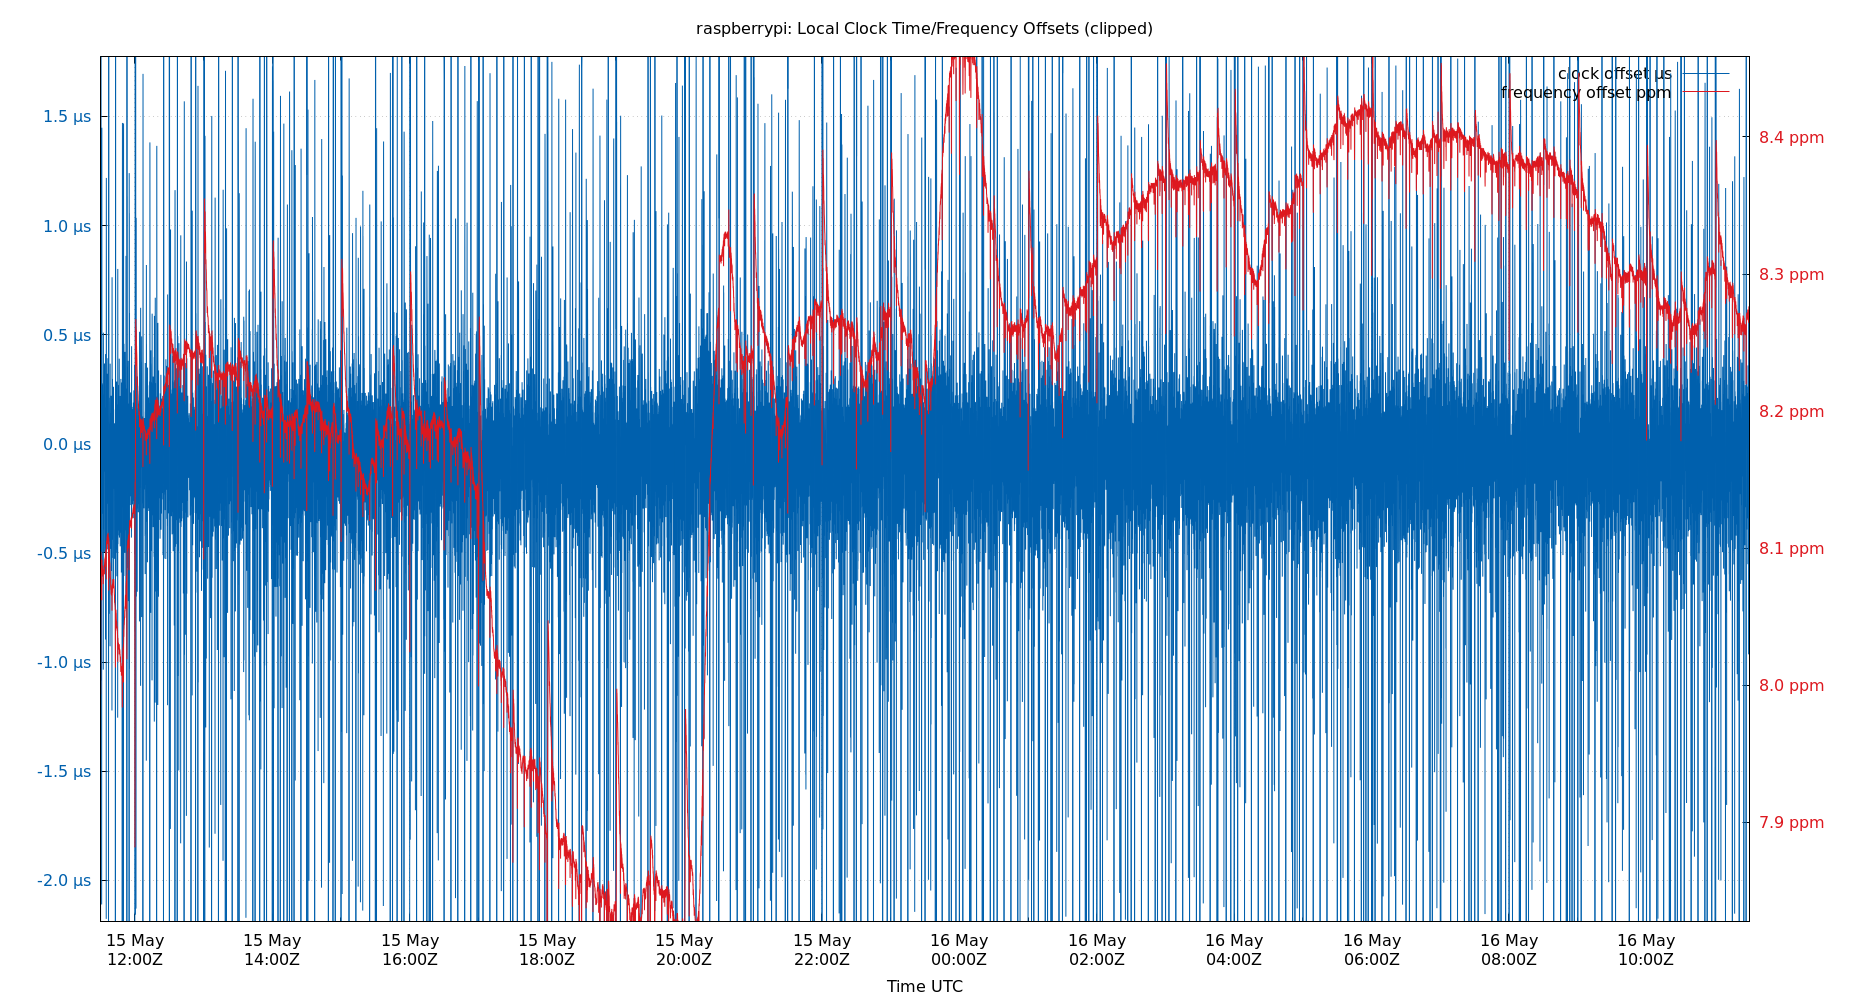 raspberrypi: Local Clock Time/Frequency Offsets (clipped)
clock offset µs
frequency offset ppm
1.5 µs
1.0 µs
0.5 µs
0.0 µs
-0.5 µs
-1.0 µs
-1.5 µs
-2.0 µs
8.4 ppm
8.3 ppm
8.2 ppm
8.1 ppm
8.0 ppm
7.9 ppm
15 May 15 May 15 May 15 May 15 May 15 May 16 May 16 May 16 May 16 May 16 May 16 May
12:00Z 14:00Z 16:00Z 18:00Z 20:00Z 22:00Z 00:00Z 02:00Z 04:00Z 06:00Z 08:00Z 10:00Z
Time UTC